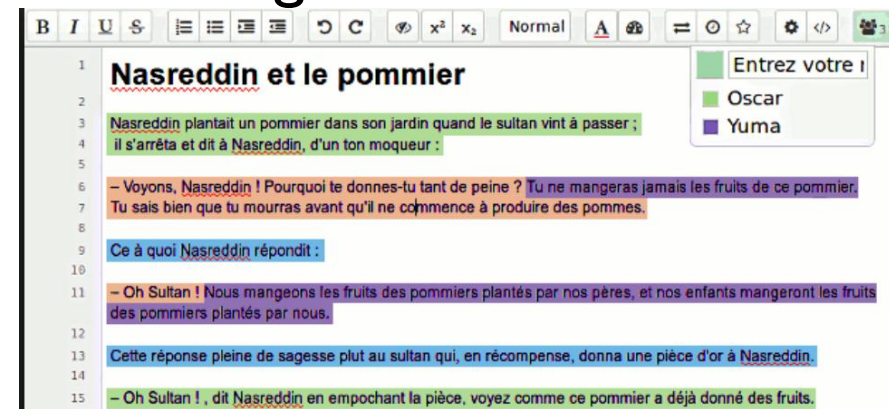 B I U S Normal A 3
Entrez votre
Oscar
Yuma
1 Nasreddin et le pommier
2
3 Nasreddin plantait un pommier dans son jardin quand le sultan vint à passer ;
4 il s'arrêta et dit à Nasreddin, d'un ton moqueur :
5
6 – Voyons, Nasreddin ! Pourquoi te donnes-tu tant de peine ? Tu ne mangeras jamais les fruits de ce pommier.
7 Tu sais bien que tu mourras avant qu'il ne commence à produire des pommes.
8
9 Ce à quoi Nasreddin répondit :
10
11 – Oh Sultan ! Nous mangeons les fruits des pommiers plantés par nos pères, et nos enfants mangeront les fruits
des pommiers plantés par nous.
12
13 Cette réponse pleine de sagesse plut au sultan qui, en récompense, donna une pièce d'or à Nasreddin.
14
15 – Oh Sultan ! , dit Nasreddin en empochant la pièce, voyez comme ce pommier a déjà donné des fruits.